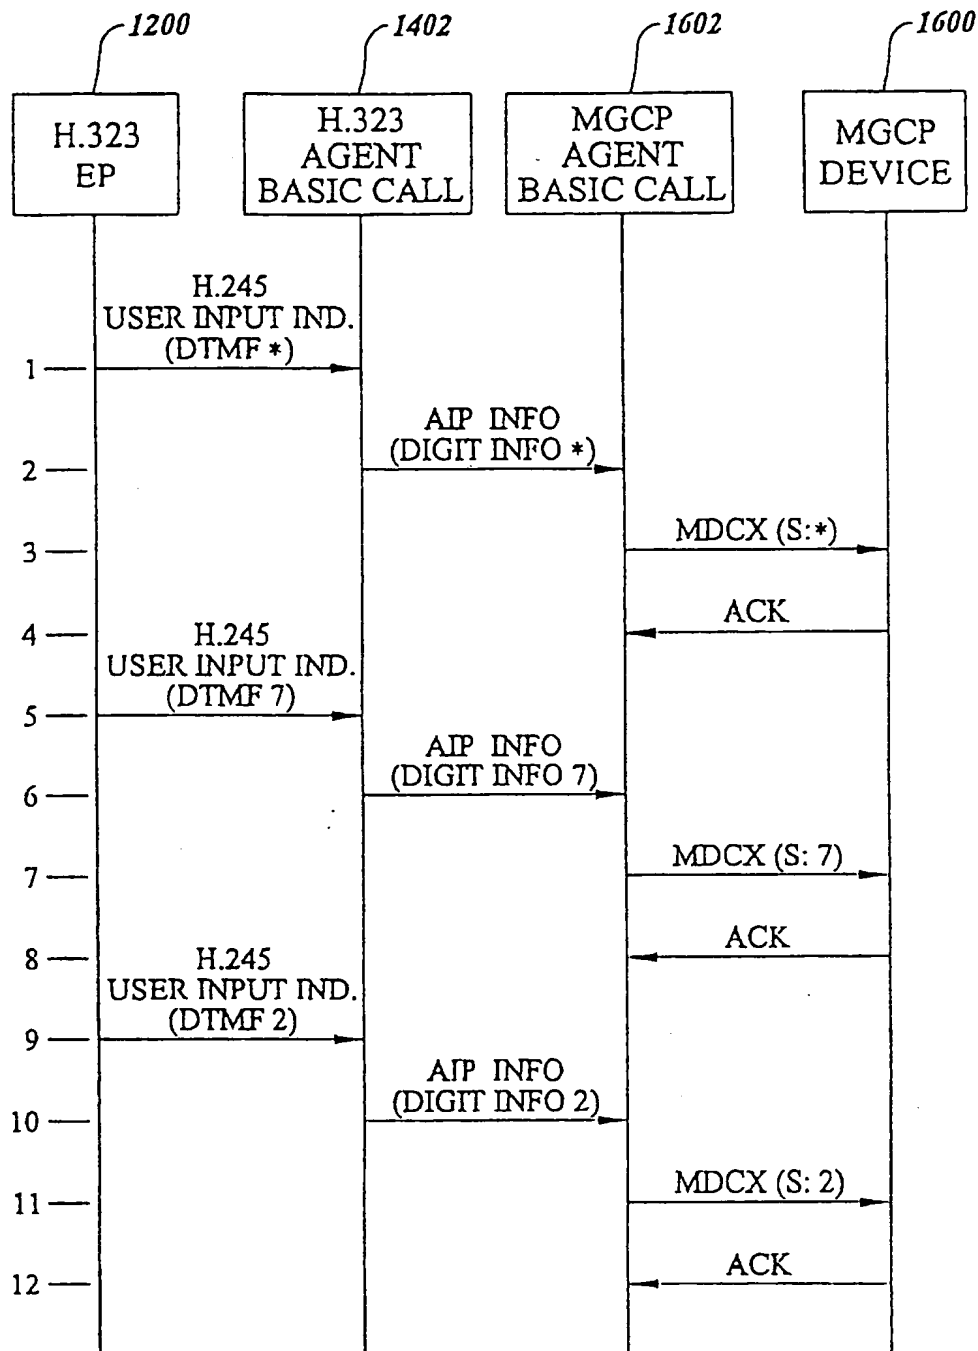 1200
1402
1602
1600
H.323
EP
H.323
AGENT
BASIC CALL
MGCP
AGENT
BASIC CALL
MGCP
DEVICE
H.245
USER INPUT IND.
(DTMF *)
1
AIP INFO
(DIGIT INFO *)
2
MDCX (S:*)
3
ACK
4
H.245
USER INPUT IND.
(DTMF 7)
5
AIP INFO
(DIGIT INFO 7)
6
MDCX (S: 7)
7
ACK
8
H.245
USER INPUT IND.
(DTMF 2)
9
AIP INFO
(DIGIT INFO 2)
10
MDCX (S: 2)
11
ACK
12